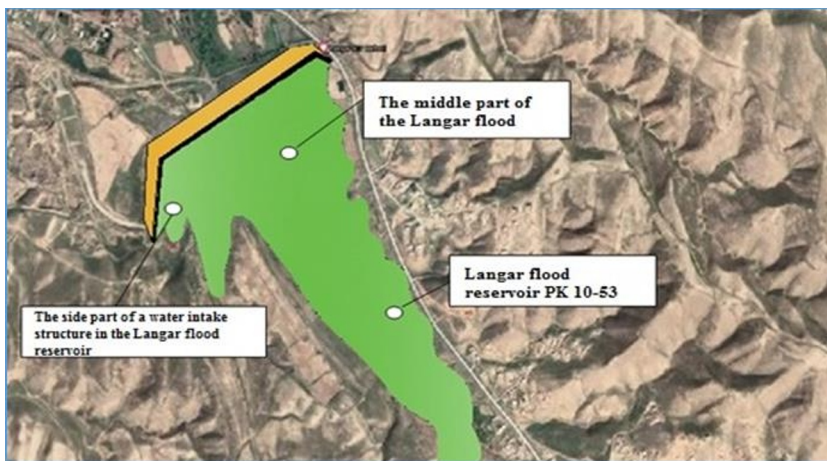 The middle part of
the Langar flood
Langar flood
reservoir PK 10-53
The side part of a water intake
structure in the Langar flood
reservoir